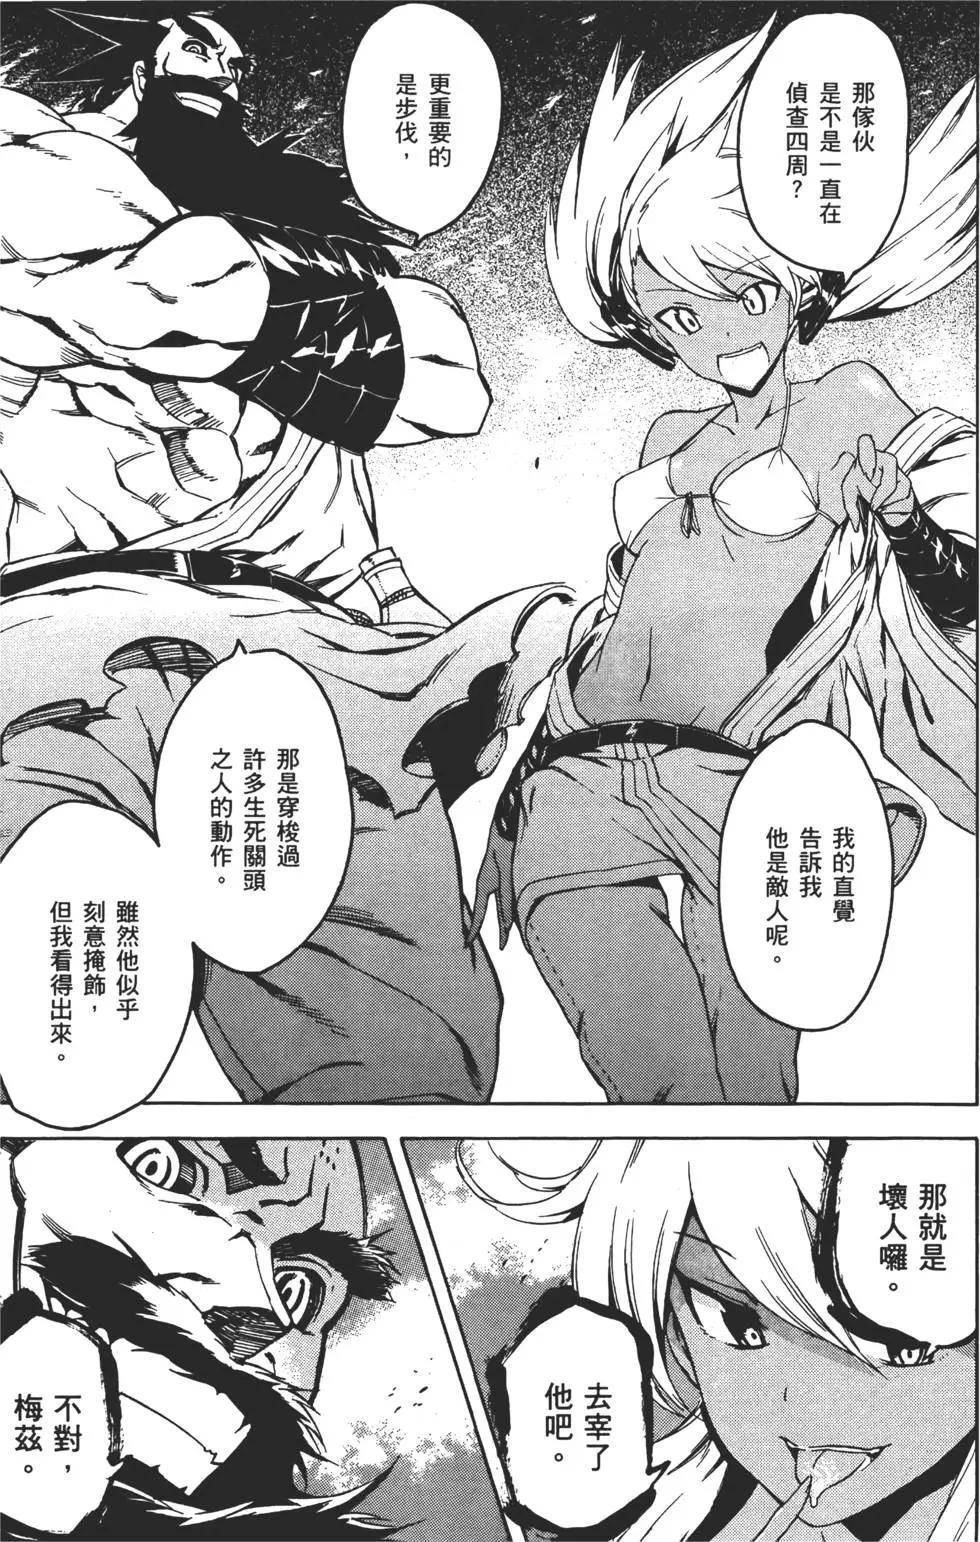 那傢伙
是不是一直在
偵查四周？
更重要的
是步伐，
我的直覺
告訴我
他是敵人呢。
那是穿梭過
許多生死關頭
之人的動作。
雖然他似乎
刻意掩飾，
但我看得出來。
那就是
壞人囉。
去宰了
他吧。
不對，
梅茲。